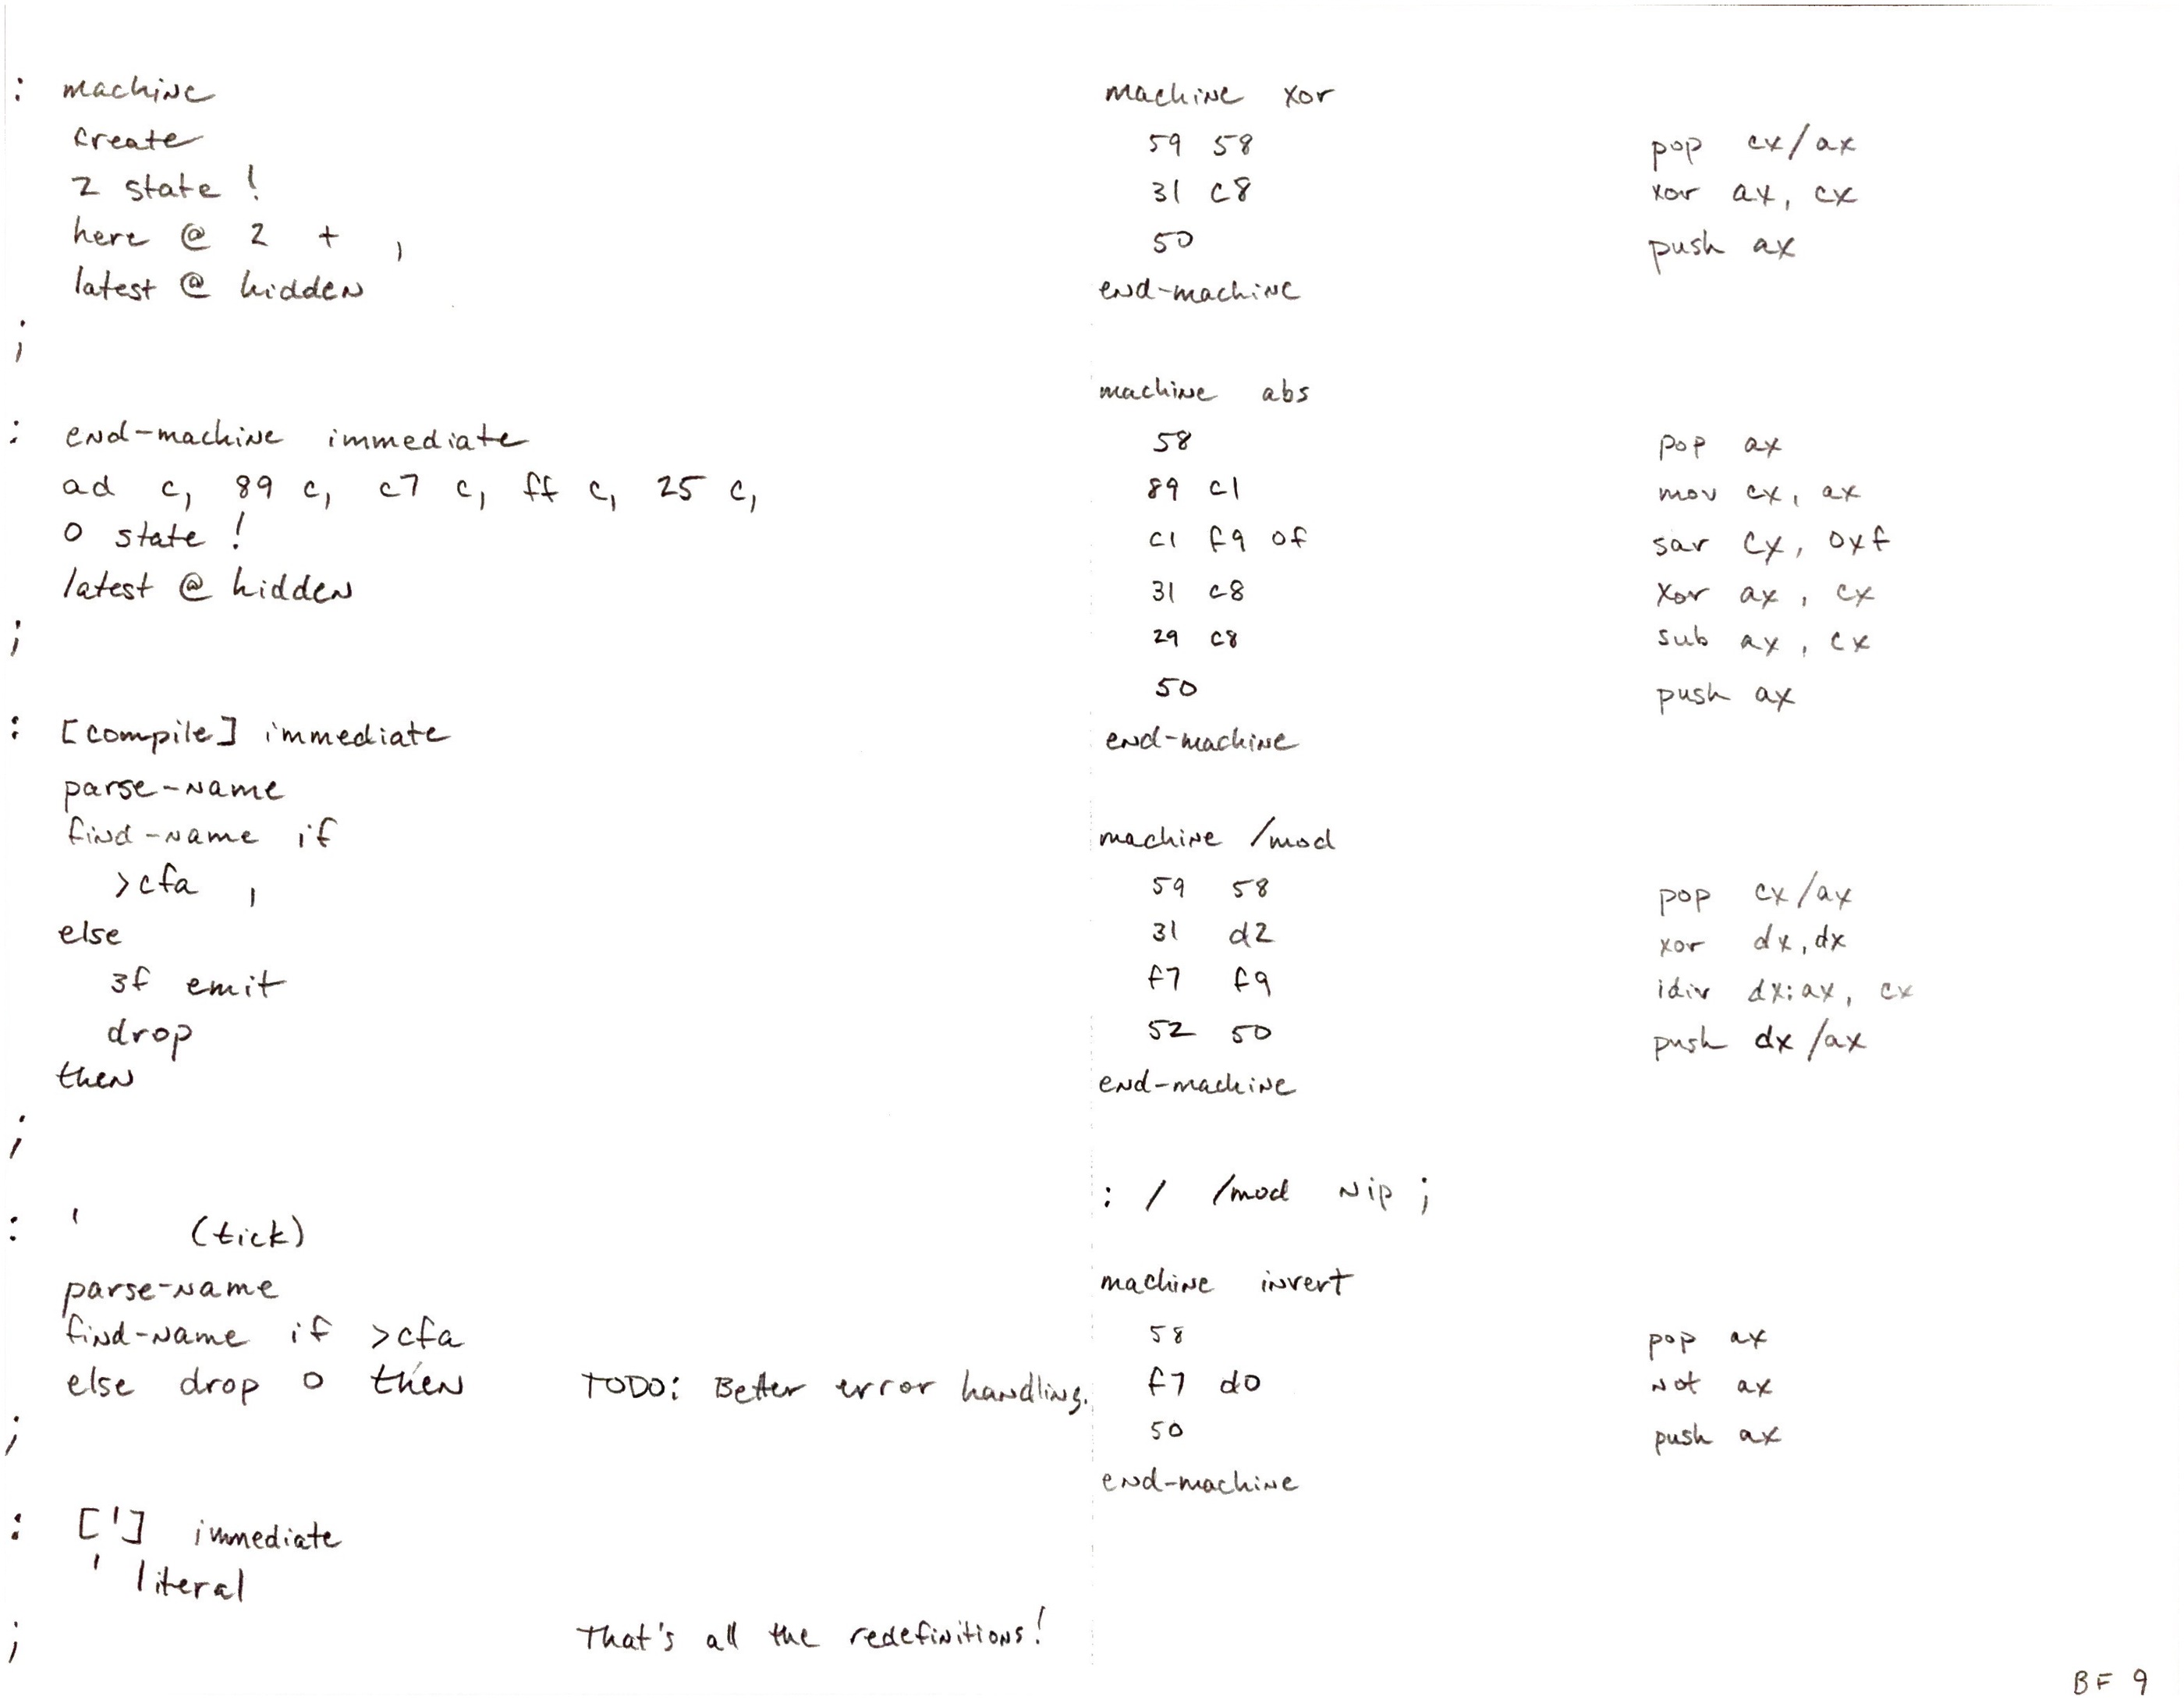 : machine
create
2 state !
here @ 2 + ,
latest @ hidden
;
: end-machine immediate
ad c, 89 c, c7 c, ff c, 25 c,
0 state !
latest @ hidden
;
: [compile] immediate
parse-name
find-name if
>cfa ,
else
3f emit
drop
then
;
: ' (tick)
parse-name
find-name if >cfa
else drop 0 then TODO: Better error handling.
;
: ['] immediate
' literal
;
That's all the redefinitions!
machine xor
59 58 pop cx/ax
31 c8 xor ax, cx
50 push ax
end-machine
machine abs
58 pop ax
89 c1 mov cx, ax
c1 f9 0f sar cx, 0xf
31 c8 xor ax, cx
29 c8 sub ax, cx
50 push ax
end-machine
machine /mod
59 58 pop cx/ax
31 d2 xor dx,dx
f7 f9 idiv dx:ax, cx
52 50 push dx/ax
end-machine
: / /mod nip ;
machine invert
58 pop ax
f7 d0 not ax
50 push ax
end-machine
BF 9